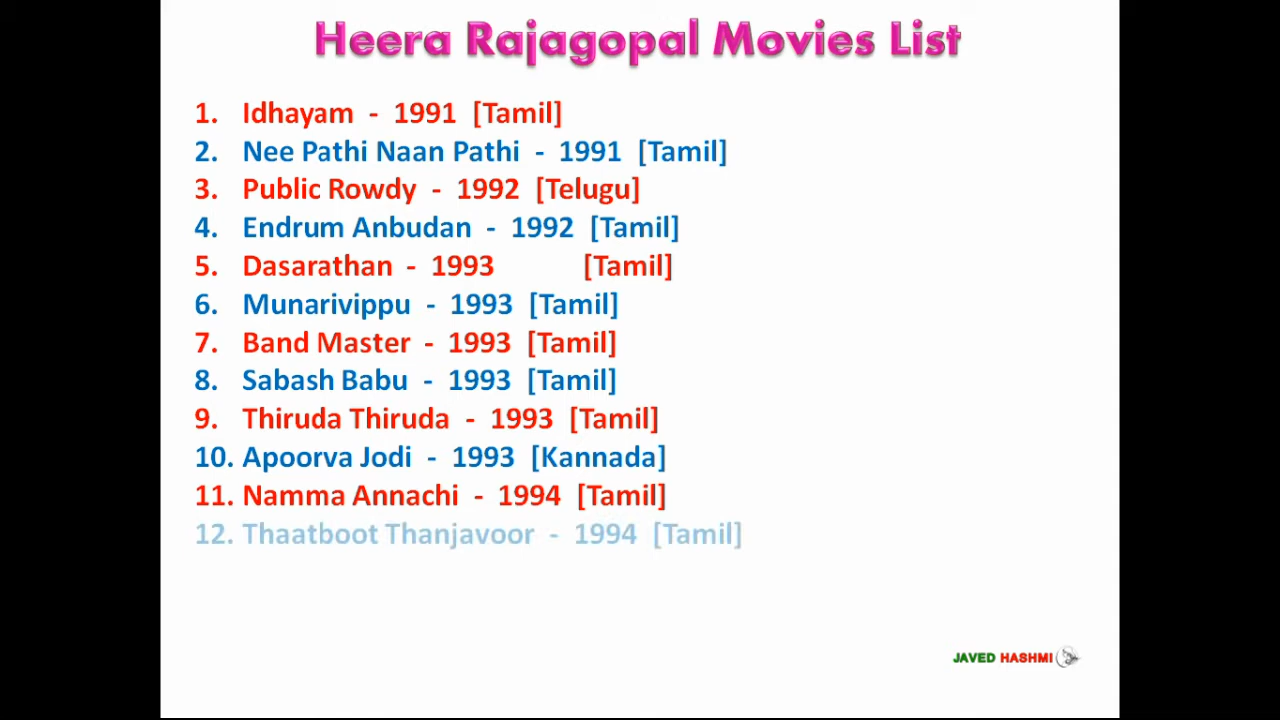 Heera Rajagopal Movies List
1. Idhayam - 1991 [Tamil]
2. Nee Pathi Naan Pathi - 1991 [Tamil]
3. Public Rowdy - 1992 [Telugu]
4. Endrum Anbudan - 1992 [Tamil]
5. Dasarathan - 1993 [Tamil]
6. Munarivippu - 1993 [Tamil]
7. Band Master - 1993 [Tamil]
8. Sabash Babu - 1993 [Tamil]
9. Thiruda Thiruda - 1993 [Tamil]
10. Apoorva Jodi - 1993 [Kannada]
11. Namma Annachi - 1994 [Tamil]
12. Thaatboot Thanjavoor - 1994 [Tamil]
JAVED HASHMI